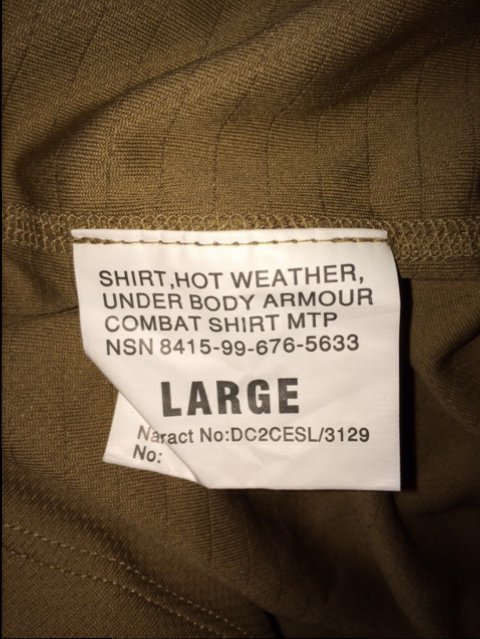 SHIRT,HOT WEATHER,
UNDER BODY ARMOUR
COMBAT SHIRT MTP
NSN 8415-99-676-5633
LARGE
No:DC2CESL/3129
No: